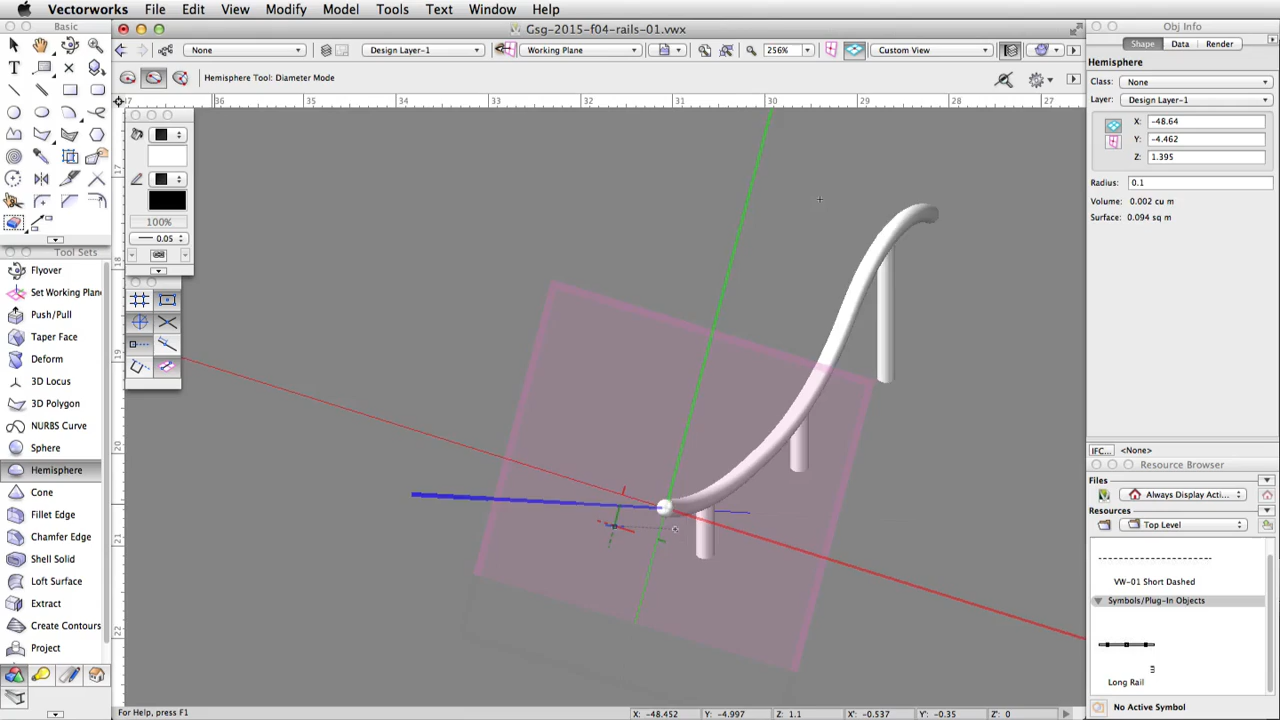 Vectorworks File Edit View Modify Model Tools Text Window Help
Basic
Gsg-2015-f04-rails-01.vwx
Obj Info
None
Design Layer-1
Working Plane
256%
Custom View
Shape Data Render
Hemisphere Tool: Diameter Mode
Hemisphere
Class: None
Layer: Design Layer-1
36 35 34 33 32 31 30 29 28 27
X: -48.64
Y: -4.462
Z: 1.395
Radius: 0.1
Volume: 0.002 cu m
Surface: 0.094 sq m
100%
0.05
17
18
19
20
21
22
Tool Sets
Flyover
Set Working Plane
Push/Pull
Taper Face
Deform
3D Locus
3D Polygon
NURBS Curve
Sphere
Hemisphere
Cone
Fillet Edge
Chamfer Edge
Shell Solid
Loft Surface
Extract
Create Contours
Project
IFC... <None>
Resource Browser
Files
Always Display Acti...
Resources
Top Level
VW-01 Short Dashed
Symbols/Plug-In Objects
Long Rail
No Active Symbol
For Help, press F1
X: -48.452 Y: -4.997 Z: 1.1 X': -0.537 Y': -0.35 Z': 0